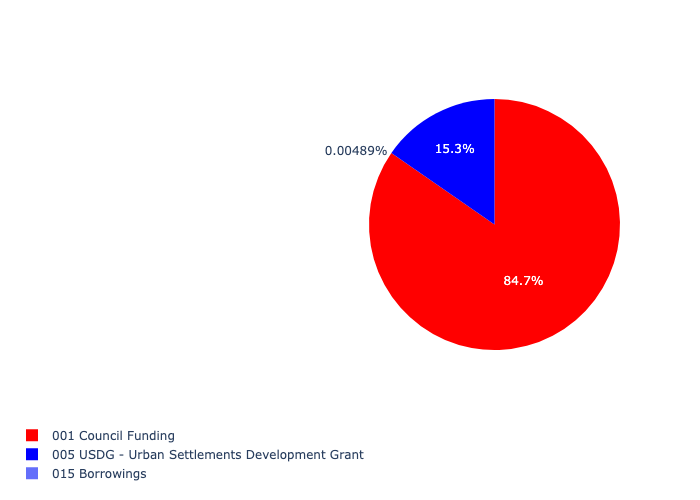 15.3%
0.00489%
84.7%
001 Council Funding
005 USDG - Urban Settlements Development Grant
015 Borrowings